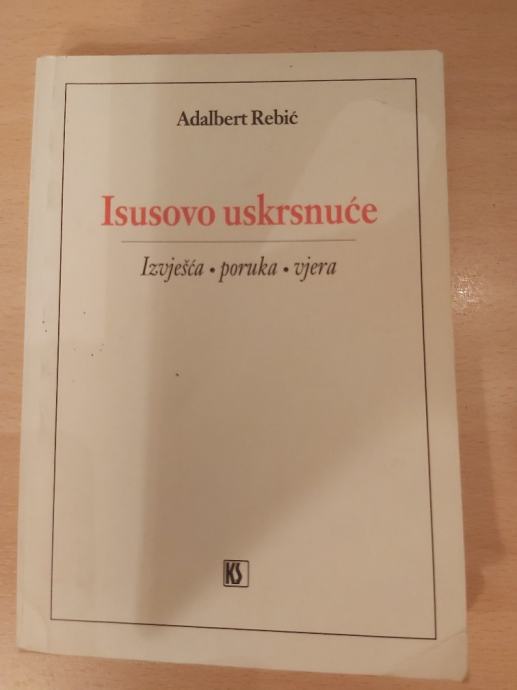 Adalbert Rebić
Isusovo uskrsnuće
Izvješća • poruka • vjera
KS